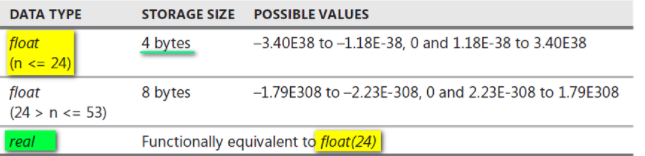 DATA TYPE STORAGE SIZE POSSIBLE VALUES
float 4 bytes –3.40E38 to –1.18E-38, 0 and 1.18E-38 to 3.40E38
(n <= 24)
float 8 bytes –1.79E308 to –2.23E-308, 0 and 2.23E-308 to 1.79E308
(24 > n <= 53)
real Functionally equivalent to float(24)